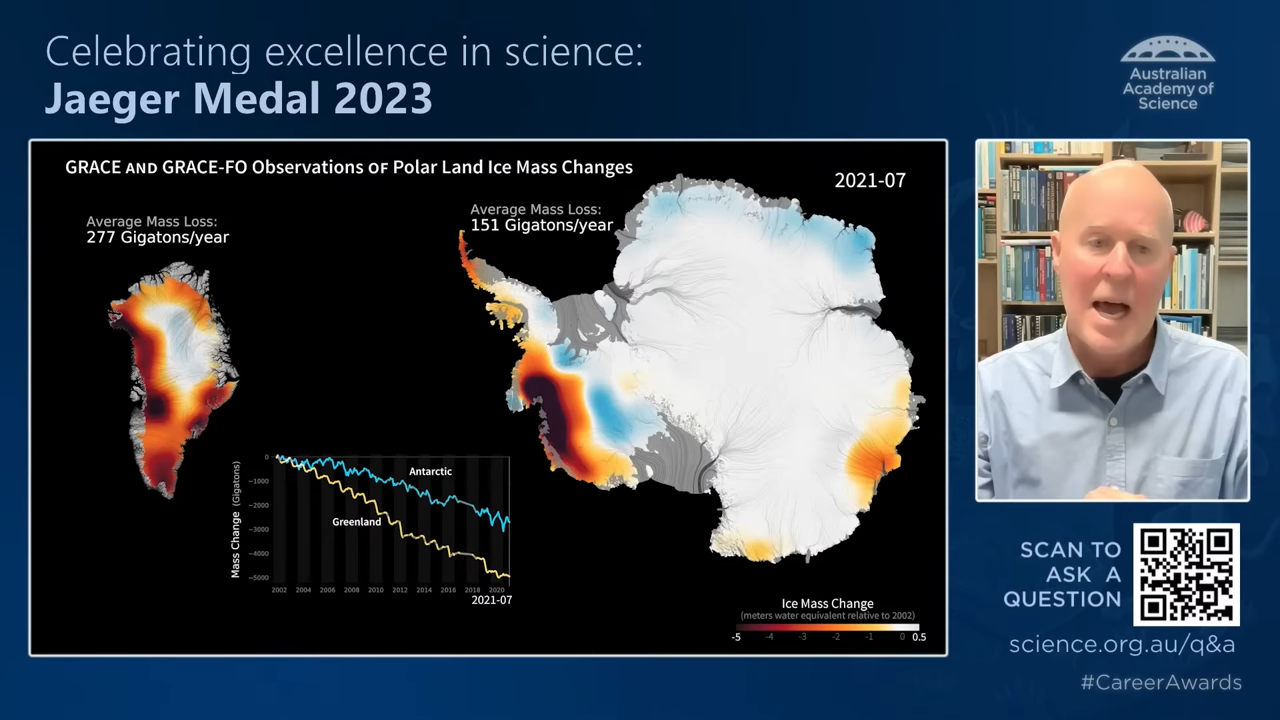 Celebrating excellence in science:
Jaeger Medal 2023
Australian
Academy of
Science
GRACE AND GRACE-FO Observations OF Polar Land Ice Mass Changes
2021-07
Average Mass Loss:
277 Gigatons/year
Average Mass Loss:
151 Gigatons/year
Mass Change (Gigatons)
0
-1000
-2000
-3000
-4000
-5000
Antarctic
Greenland
2002 2004 2006 2008 2010 2012 2014 2016 2018 2020
2021-07
Ice Mass Change
(meters water equivalent relative to 2002)
-5 -4 -3 -2 -1 0 0.5
SCAN TO
ASK A
QUESTION
science.org.au/q&a
#CareerAwards